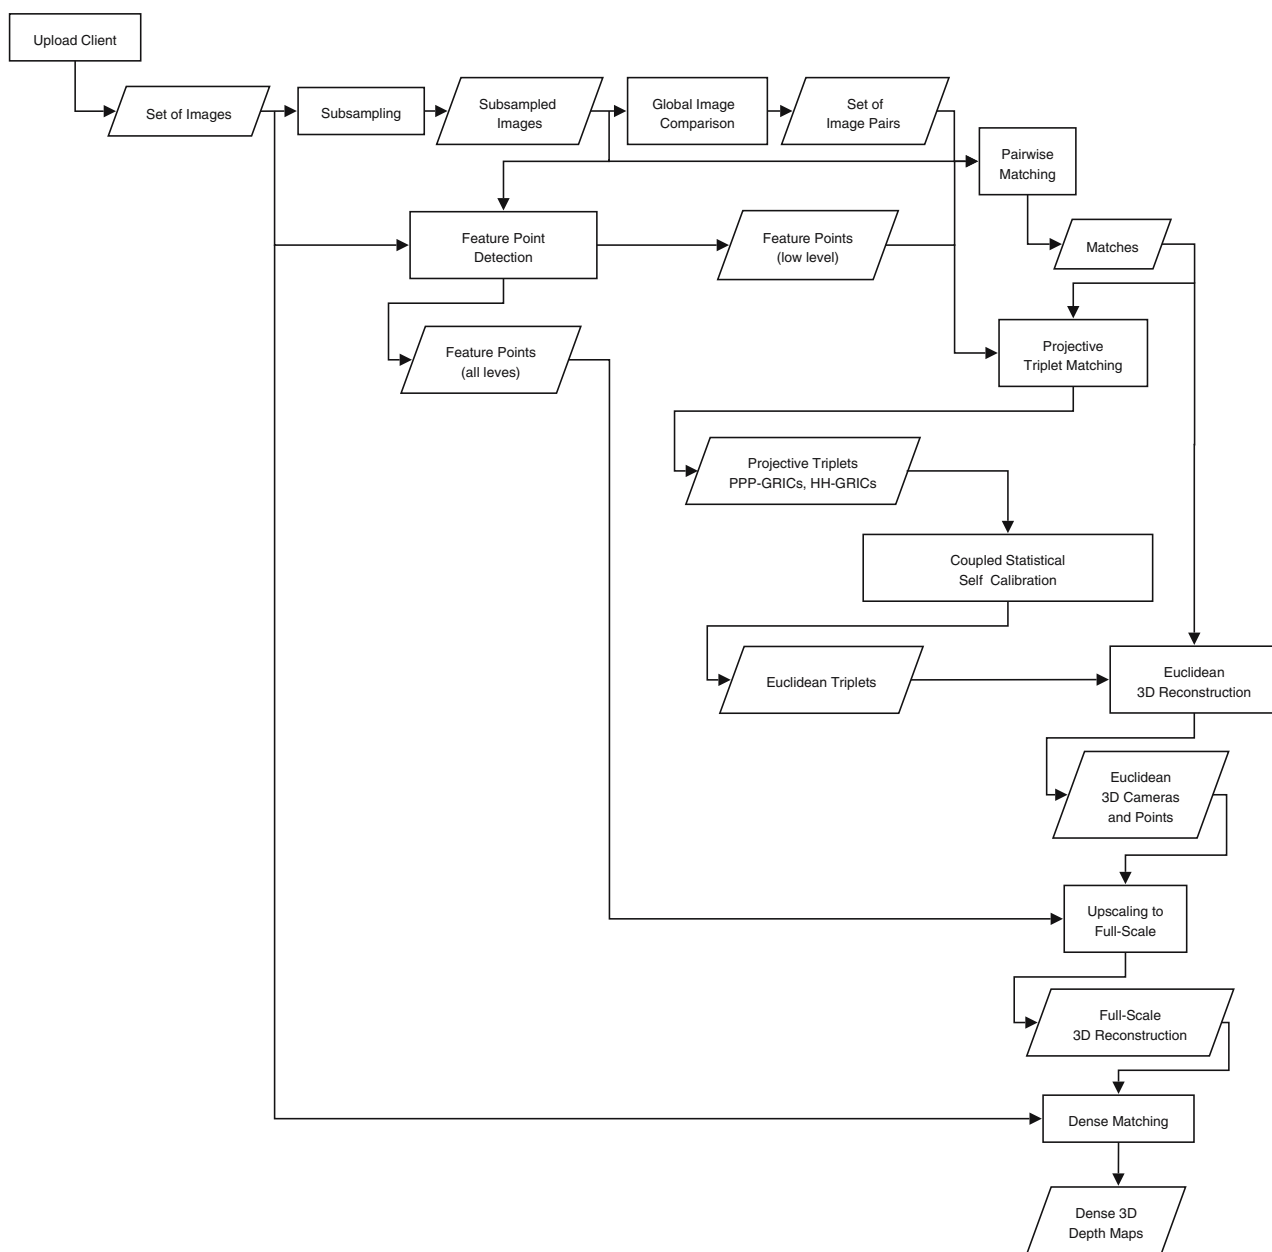 Upload Client
Set of Images
Subsampling
Subsampled
Images
Global Image
Comparison
Set of
Image Pairs
Pairwise
Matching
Feature Point
Detection
Feature Points
(low level)
Matches
Feature Points
(all leves)
Projective
Triplet Matching
Projective Triplets
PPP-GRICs, HH-GRICs
Coupled Statistical
Self Calibration
Euclidean Triplets
Euclidean
3D Reconstruction
Euclidean
3D Cameras
and Points
Upscaling to
Full-Scale
Full-Scale
3D Reconstruction
Dense Matching
Dense 3D
Depth Maps